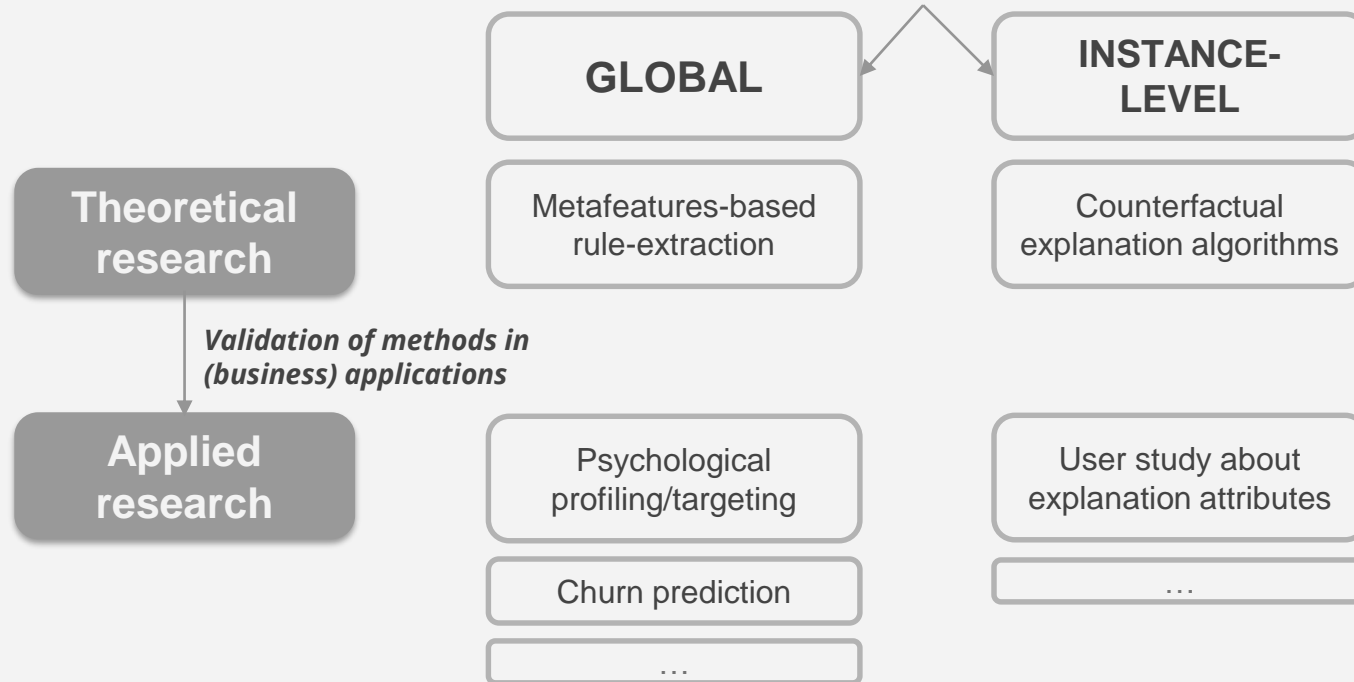 GLOBAL
INSTANCE-
LEVEL
Theoretical
research
Metafeatures-based
rule-extraction
Counterfactual
explanation algorithms
Validation of methods in
(business) applications
Applied
research
Psychological
profiling/targeting
User study about
explanation attributes
Churn prediction
…
…